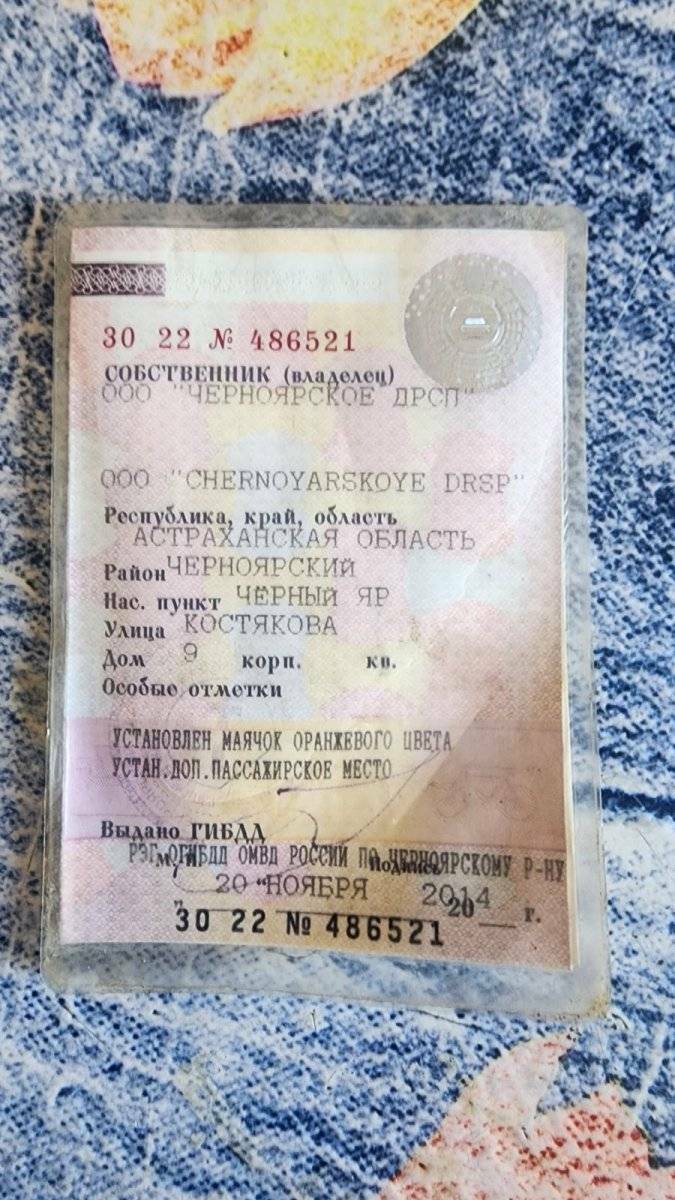 30 22 № 486521
СОБСТВЕННИК (владелец)
ООО "ЧЕРНОЯРСКОЕ ДРСП"
ООО "CHERNOYARSKOYE DRSP"
Республика, край, область
АСТРАХАНСКАЯ ОБЛАСТЬ
Район ЧЕРНОЯРСКИЙ
Нас. пункт ЧЕРНЫЙ ЯР
Улица КОСТЯКОВА
Дом 9 корп. кв.
Особые отметки
УСТАНОВЛЕН МАЯЧОК ОРАНЖЕВОГО ЦВЕТА
УСТАН.ДОП.ПАССАЖИРСКОЕ МЕСТО
Выдано ГИБДД
РЭГ ОГИБДД ОМВД РОССИИ ПО ЧЕРНОЯРСКОМУ Р-НУ
М.П. Подпись
" 20 " НОЯБРЯ 2014 20 г.
30 22 № 486521